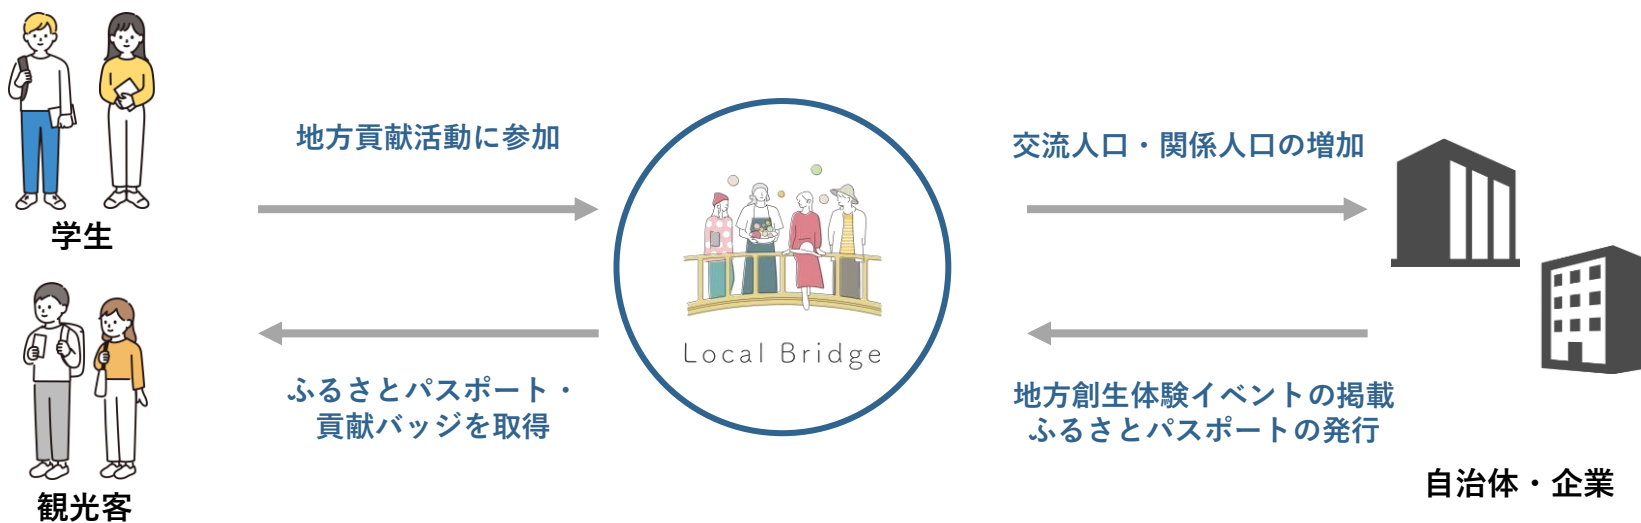 学生
観光客
地方貢献活動に参加
ふるさとパスポート・
貢献バッジを取得
Local Bridge
交流人口・関係人口の増加
地方創生体験イベントの掲載
ふるさとパスポートの発行
自治体・企業